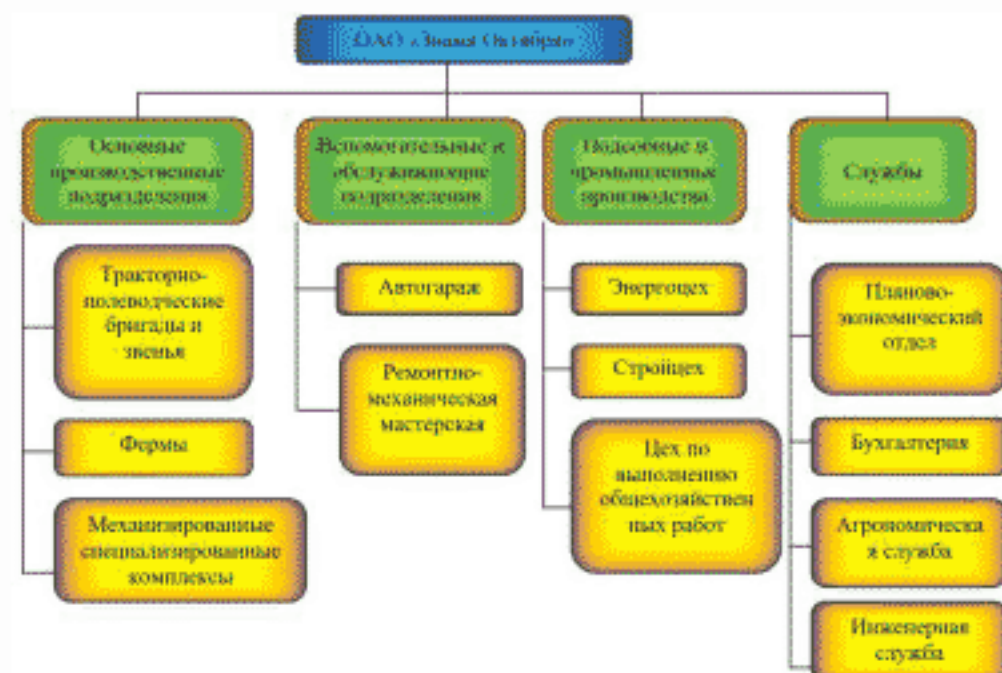 ОАО «Знамя Октября»
Основные
производственные
подразделения
Вспомогательные и
обслуживающие
подразделения
Подсобные и
промышленные
производства
Службы
Тракторно-
полеводческие
бригады и
звенья
Фермы
Механизированные
специализированные
комплексы
Автогараж
Ремонтно-
механическая
мастерская
Энергоцех
Стройцех
Цех по
выполнению
общехозяйствен
ных работ
Планово-
экономический
отдел
Бухгалтерия
Агрономическа
я служба
Инженерная
служба